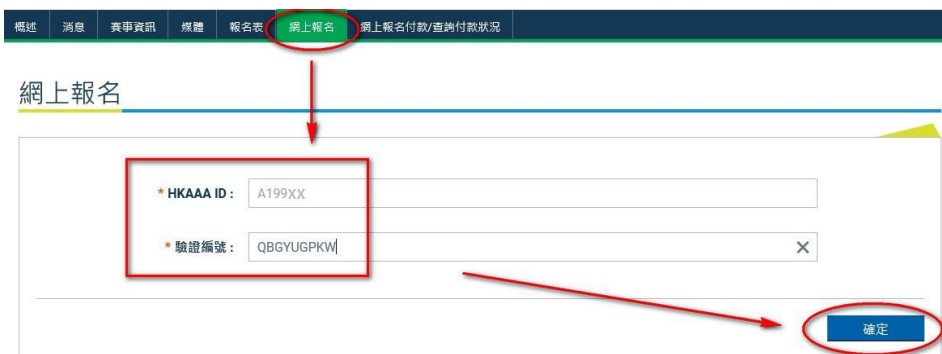 概述 消息 賽事資訊 媒體 報名表 網上報名 網上報名付款/查詢付款狀況
網上報名
* HKAAA ID : A199XX
* 驗證編號 : QBGYUGPKW
確定